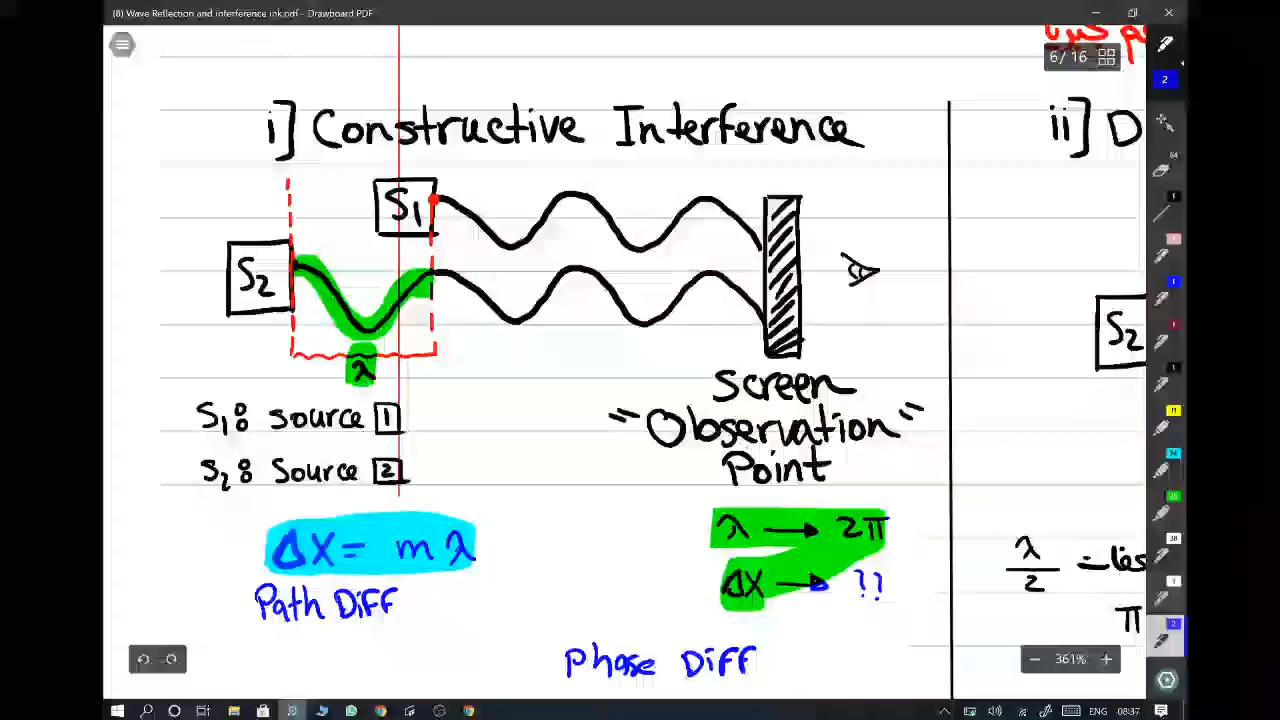 (8) Wave Reflection and interference ink.pdf - Drawboard PDF
6 / 16
i] Constructive Interference
ii] D
S1
S2
S2
λ
S1: source 1
S2: Source 2
Screen
"Observation"
Point
ΔX = mλ
Path Diff
λ → 2π
ΔX → ??
Phase Diff
λ/2
π
361%
ENG 08:37